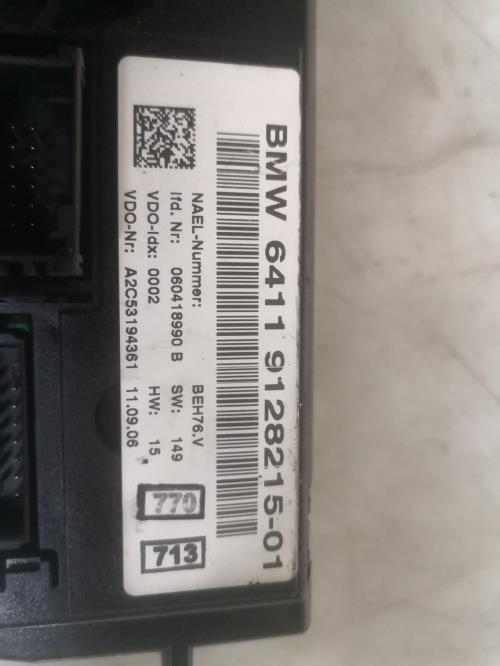 BMW 6411 9128215-01
NAEL-Nummer: BEH76.V
lfd. Nr: 060418990 B SW: 149
VDO-Idx: 0002 HW: 15
VDO-Nr: A2C53194361 11.09.06
770 713